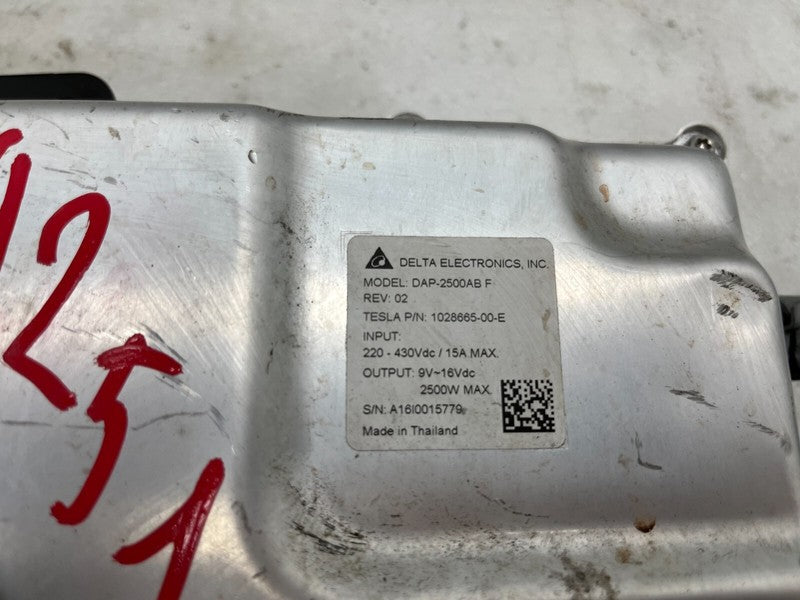 251
DELTA ELECTRONICS, INC.
MODEL: DAP-2500AB F
REV: 02
TESLA P/N: 1028665-00-E
INPUT:
220 - 430Vdc / 15A MAX.
OUTPUT: 9V~16Vdc
2500W MAX.
S/N: A16I0015779
Made in Thailand